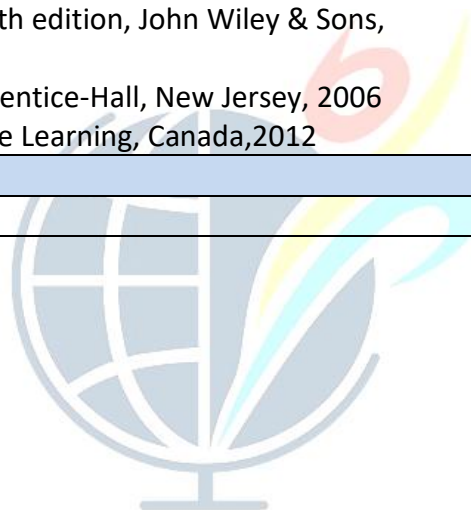 th edition, John Wiley & Sons,
entice-Hall, New Jersey, 2006
e Learning, Canada,2012